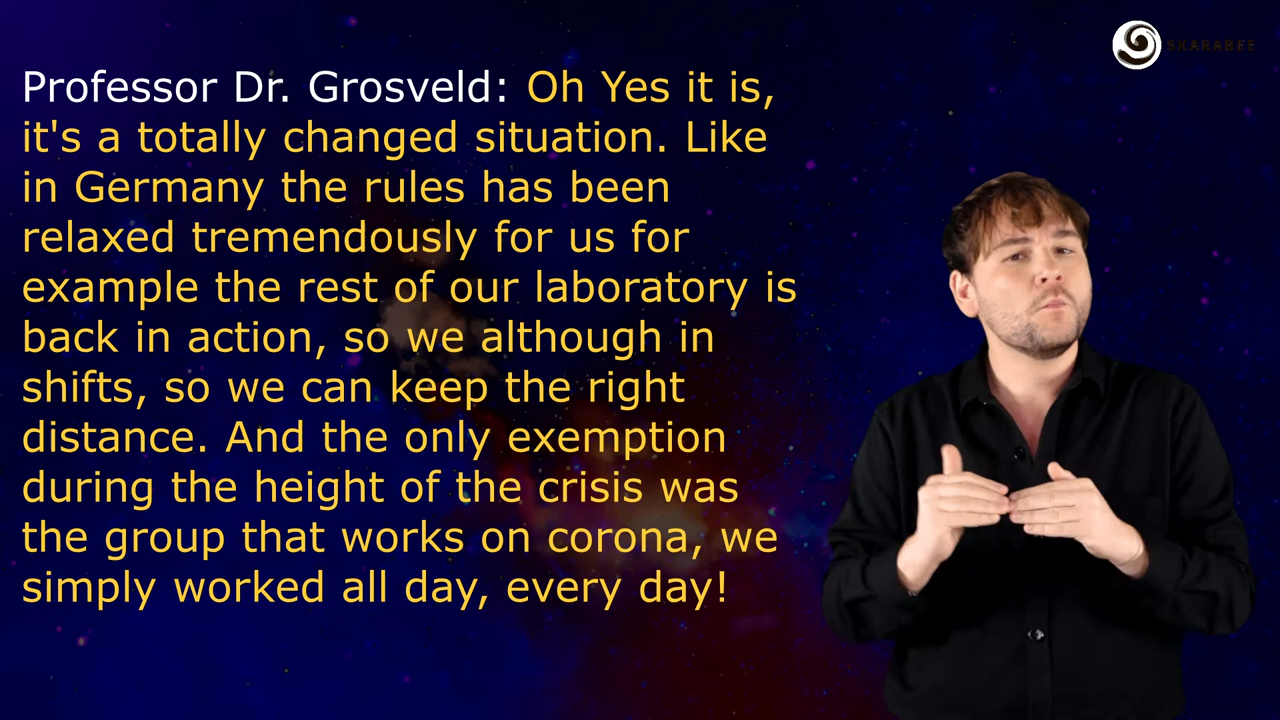 SKARABEE
Professor Dr. Grosveld: Oh Yes it is,
it's a totally changed situation. Like
in Germany the rules has been
relaxed tremendously for us for
example the rest of our laboratory is
back in action, so we although in
shifts, so we can keep the right
distance. And the only exemption
during the height of the crisis was
the group that works on corona, we
simply worked all day, every day!